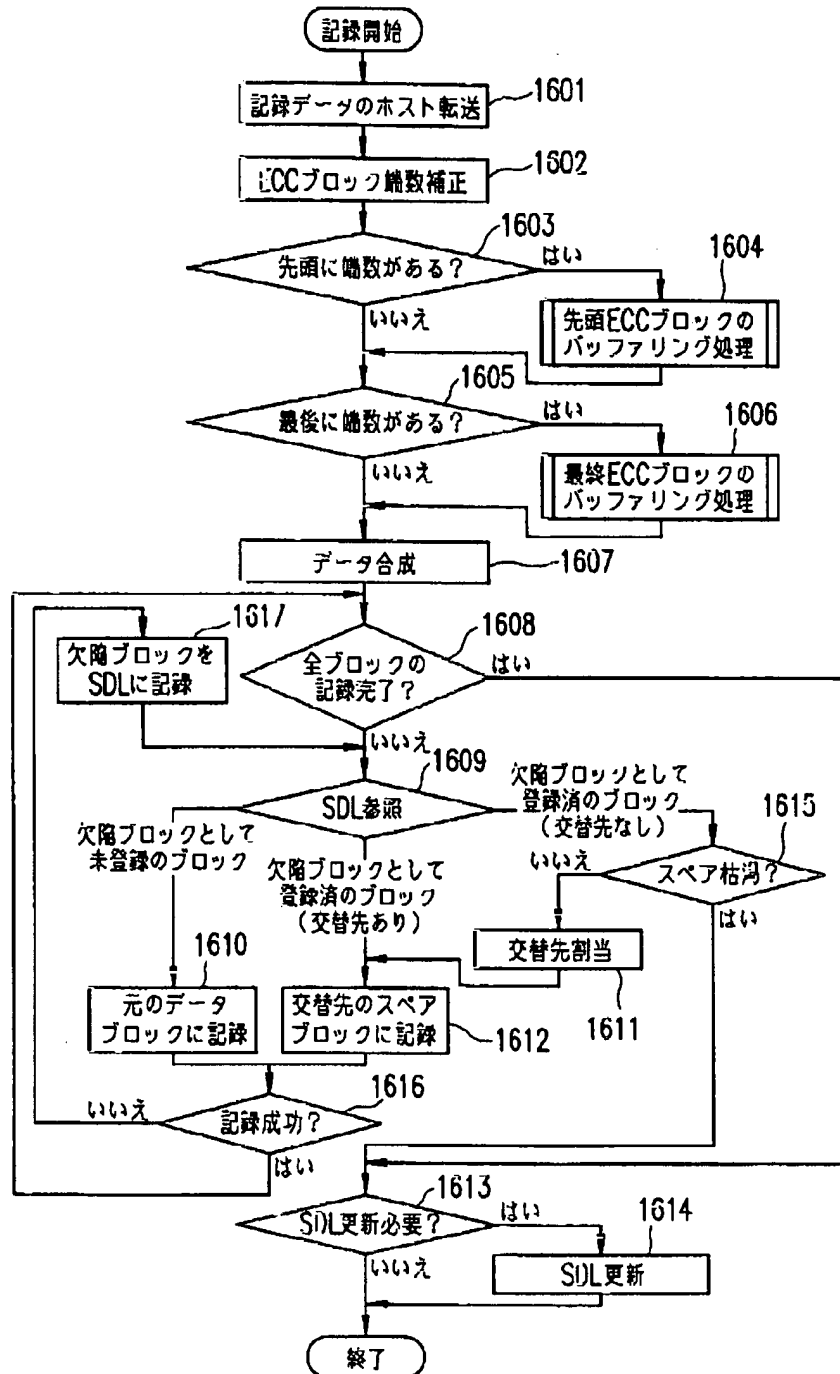 記録開始
記録データのホスト転送
1601
ECCブロック端数補正
1602
先頭に端数がある?
1603
はい
いいえ
1604
先頭ECCブロックの
バッファリング処理
最後に端数がある?
1605
はい
いいえ
1606
最終ECCブロックの
バッファリング処理
データ合成
1607
1617
欠陥ブロックを
SDLに記録
全ブロックの
記録完了?
1608
はい
いいえ
SDL参照
1609
欠陥ブロックとして
未登録のブロック
欠陥ブロックとして
登録済のブロック
(交替先あり)
欠陥ブロッツとして
登録済のブロック
(交替先なし)
スペア枯渇?
1615
いいえ
はい
交替先割当
1611
1610
元のデータ
ブロックに記録
交替先のスペア
ブロックに記録
1612
記録成功?
1616
いいえ
はい
SDL更新必要?
1613
はい
いいえ
1614
SDL更新
終了